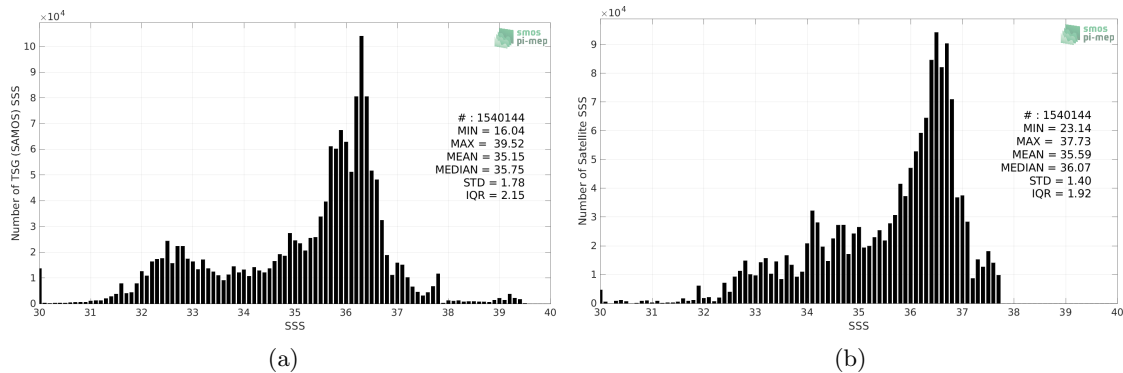 ×10⁴
10
9
8
7
6
5
4
3
2
1
0
Number of TSG (SAMOS) SSS
30 31 32 33 34 35 36 37 38 39 40
SSS
smos
pi-mep
# : 1540144
MIN = 16.04
MAX = 39.52
MEAN = 35.15
MEDIAN = 35.75
STD = 1.78
IQR = 2.15
(a)
×10⁴
9
8
7
6
5
4
3
2
1
0
Number of Satellite SSS
30 31 32 33 34 35 36 37 38 39 40
SSS
smos
pi-mep
# : 1540144
MIN = 23.14
MAX = 37.73
MEAN = 35.59
MEDIAN = 36.07
STD = 1.40
IQR = 1.92
(b)